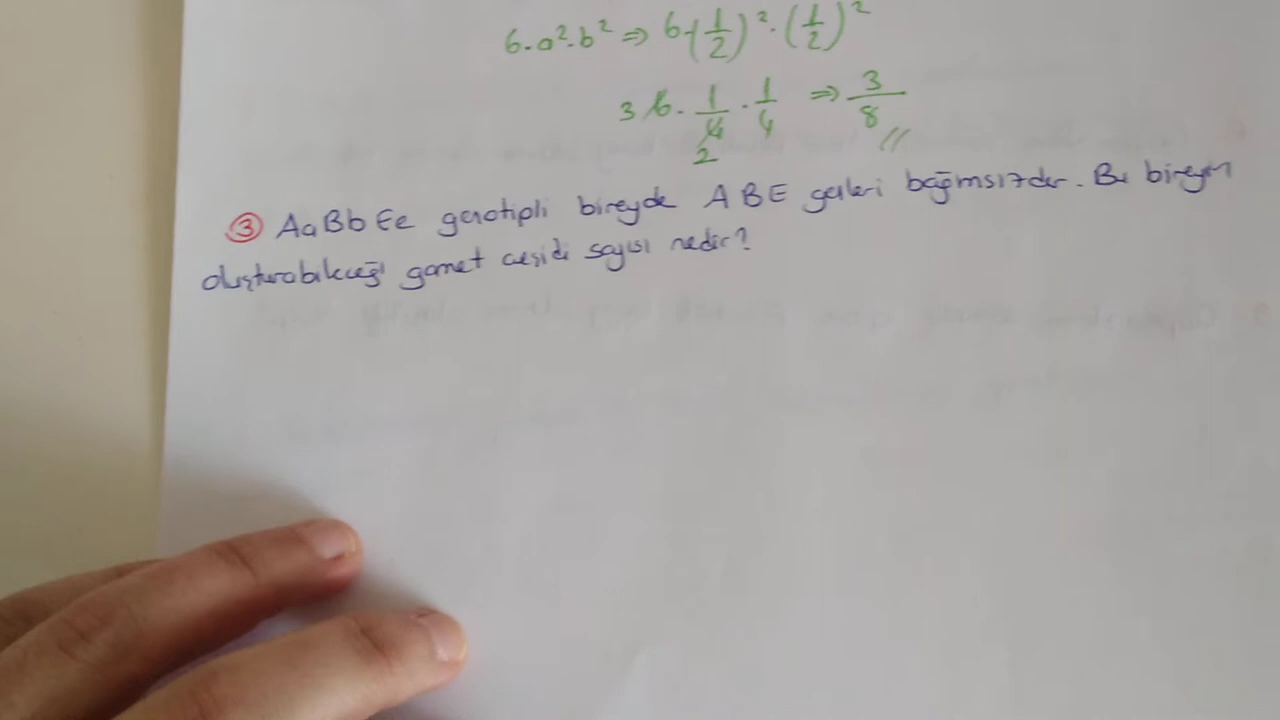 6.a².b² ⇒ 6.(1/2)².(1/2)²
3 6. 1/4 . 1/4 ⇒ 3/8 //
2
③ AaBbEe genotipli bireyde ABE genleri bağımsızdır. Bu bireyin
oluşturabileceği gamet çeşidi sayısı nedir?